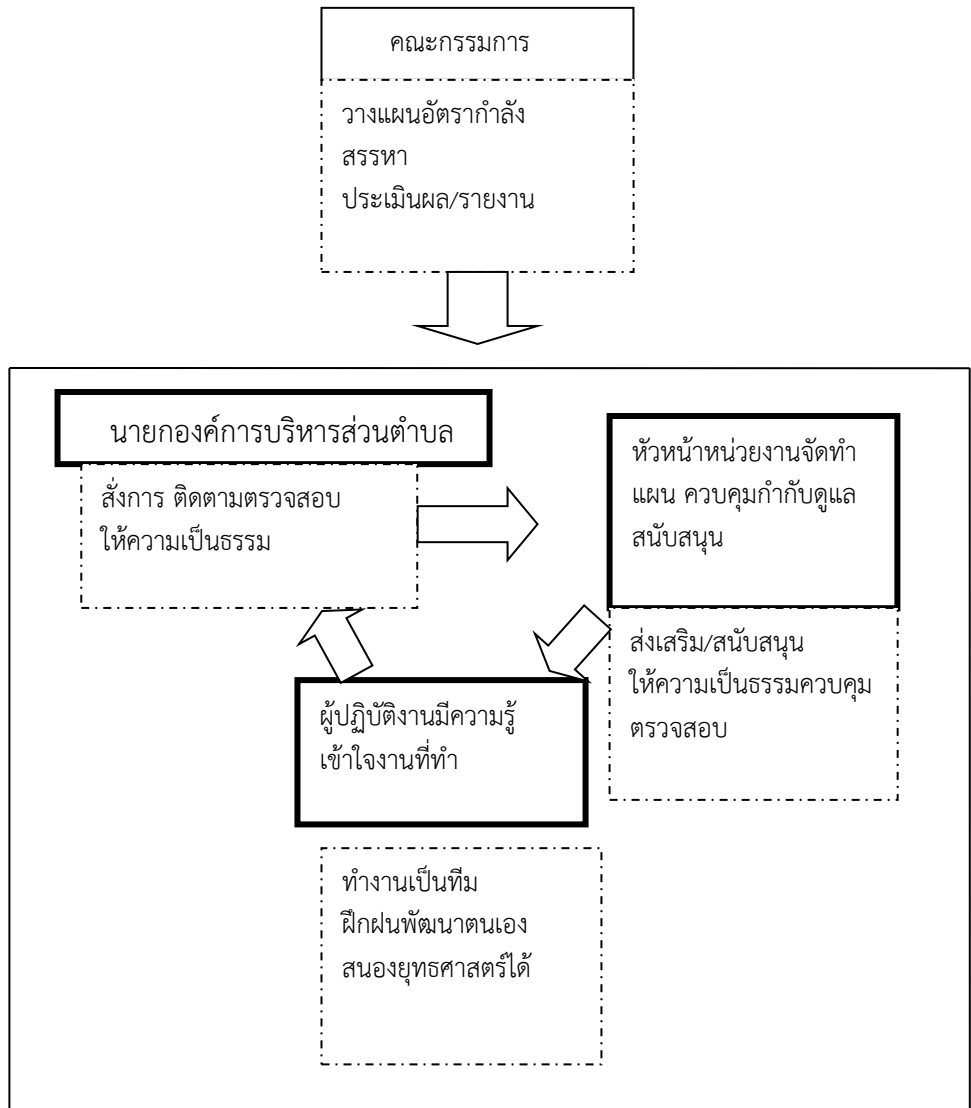 คณะกรรมการ
วางแผนอัตรากำลัง
สรรหา
ประเมินผล/รายงาน
นายกองค์การบริหารส่วนตำบล
สั่งการ ติดตามตรวจสอบ
ให้ความเป็นธรรม
หัวหน้าหน่วยงานจัดทำ
แผน ควบคุมกำกับดูแล
สนับสนุน
ส่งเสริม/สนับสนุน
ให้ความเป็นธรรมควบคุม
ตรวจสอบ
ผู้ปฏิบัติงานมีความรู้
เข้าใจงานที่ทำ
ทำงานเป็นทีม
ฝึกฝนพัฒนาตนเอง
สนองยุทธศาสตร์ได้